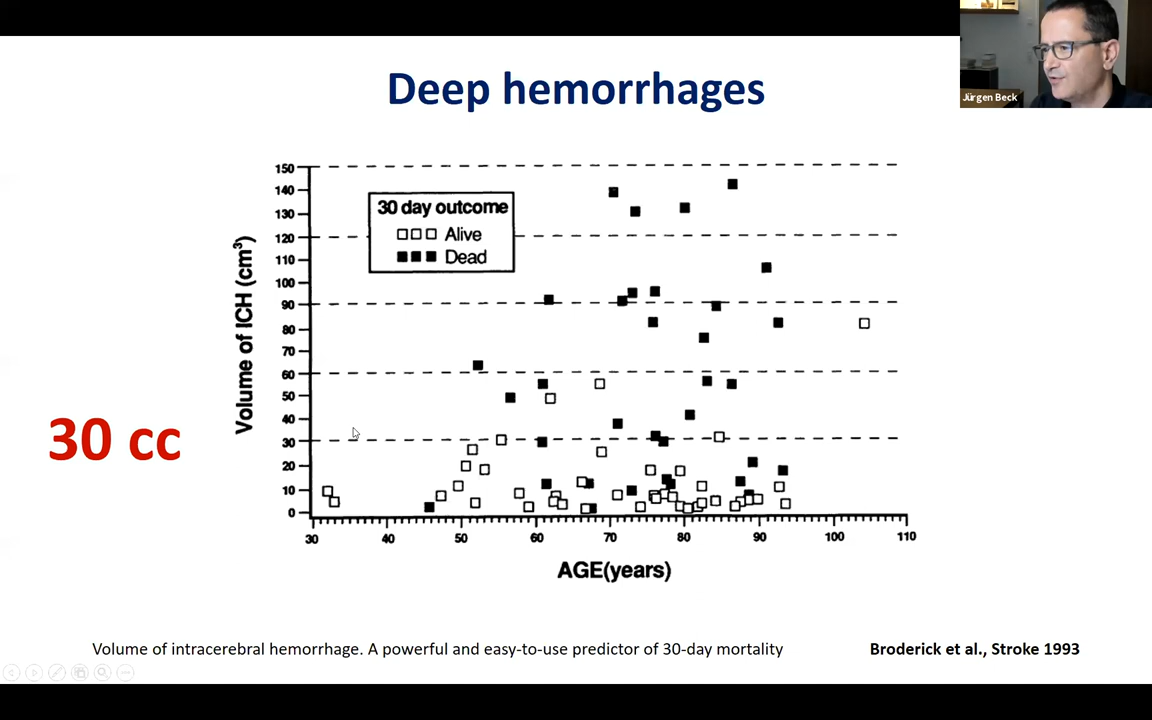 Jürgen Beck
Deep hemorrhages
150
140
130
120
110
100
90
80
70
60
50
40
30
20
10
0
Volume of ICH (cm³)
30 day outcome
Alive
Dead
30 cc
30 40 50 60 70 80 90 100 110
AGE(years)
Volume of intracerebral hemorrhage. A powerful and easy-to-use predictor of 30-day mortality
Broderick et al., Stroke 1993